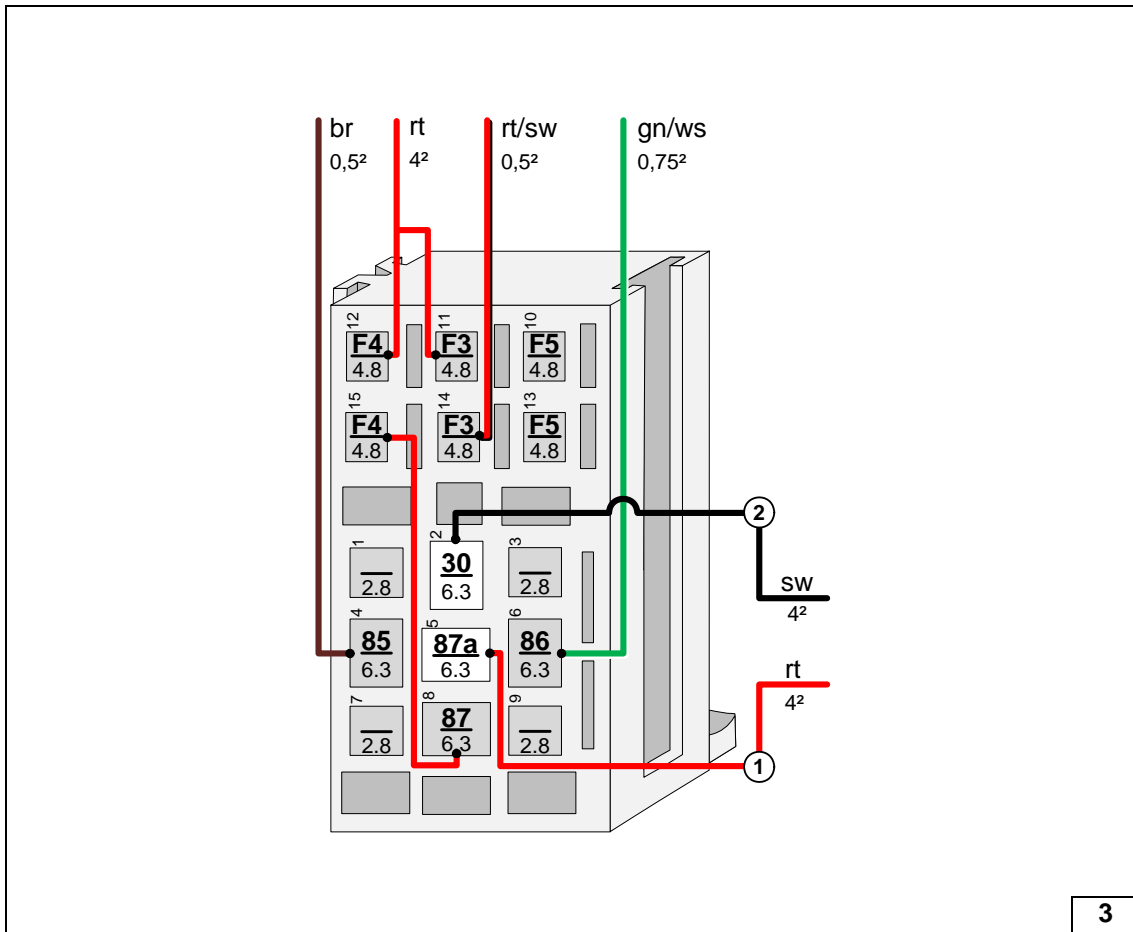 br rt rt/sw gn/ws
0,5² 4² 0,5² 0,75²
12 11 10
F4 F3 F5
4.8 4.8 4.8
15 14 13
F4 F3 F5
4.8 4.8 4.8
2
1 2 3
30
2.8 6.3 2.8
sw
4²
4 5 6
85 87a 86
6.3 6.3 6.3
rt
4²
7 8 9
87
2.8 6.3 2.8
1
3